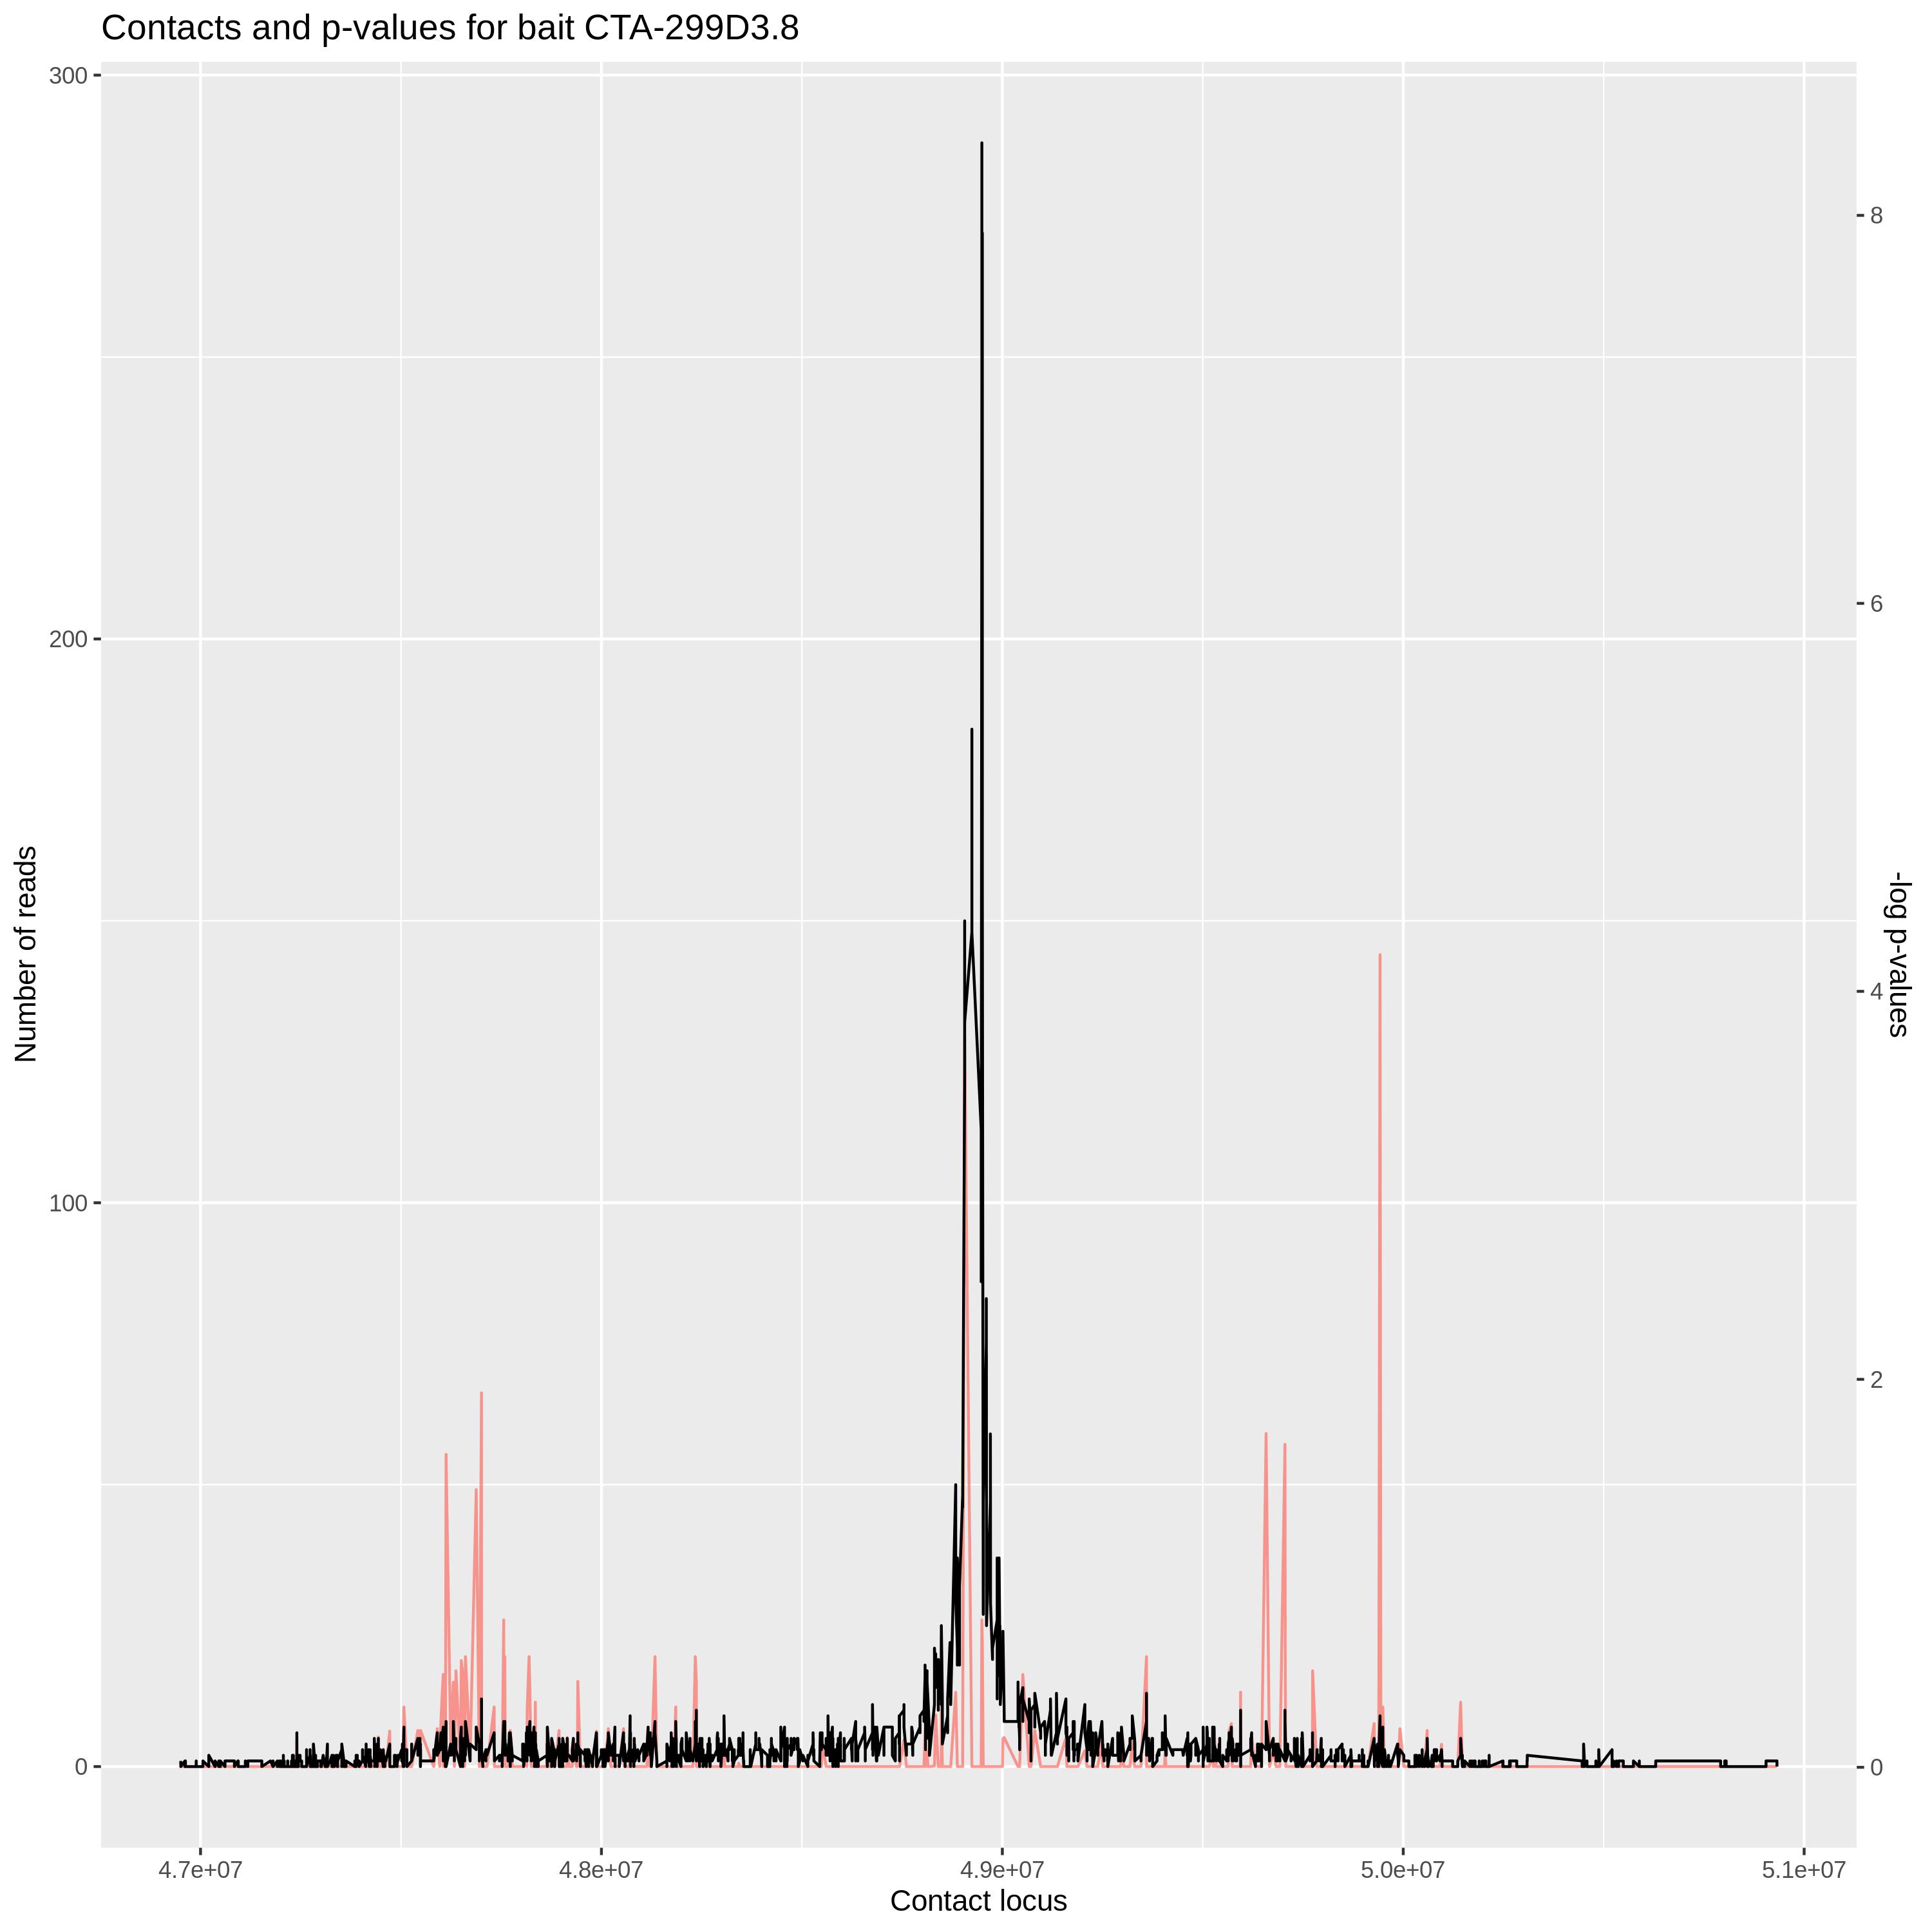 Contacts and p-values for bait CTA-299D3.8
300
200
100
0
Number of reads
8
6
4
2
0
-log p-values
4.7e+07 4.8e+07 4.9e+07 5.0e+07 5.1e+07
Contact locus